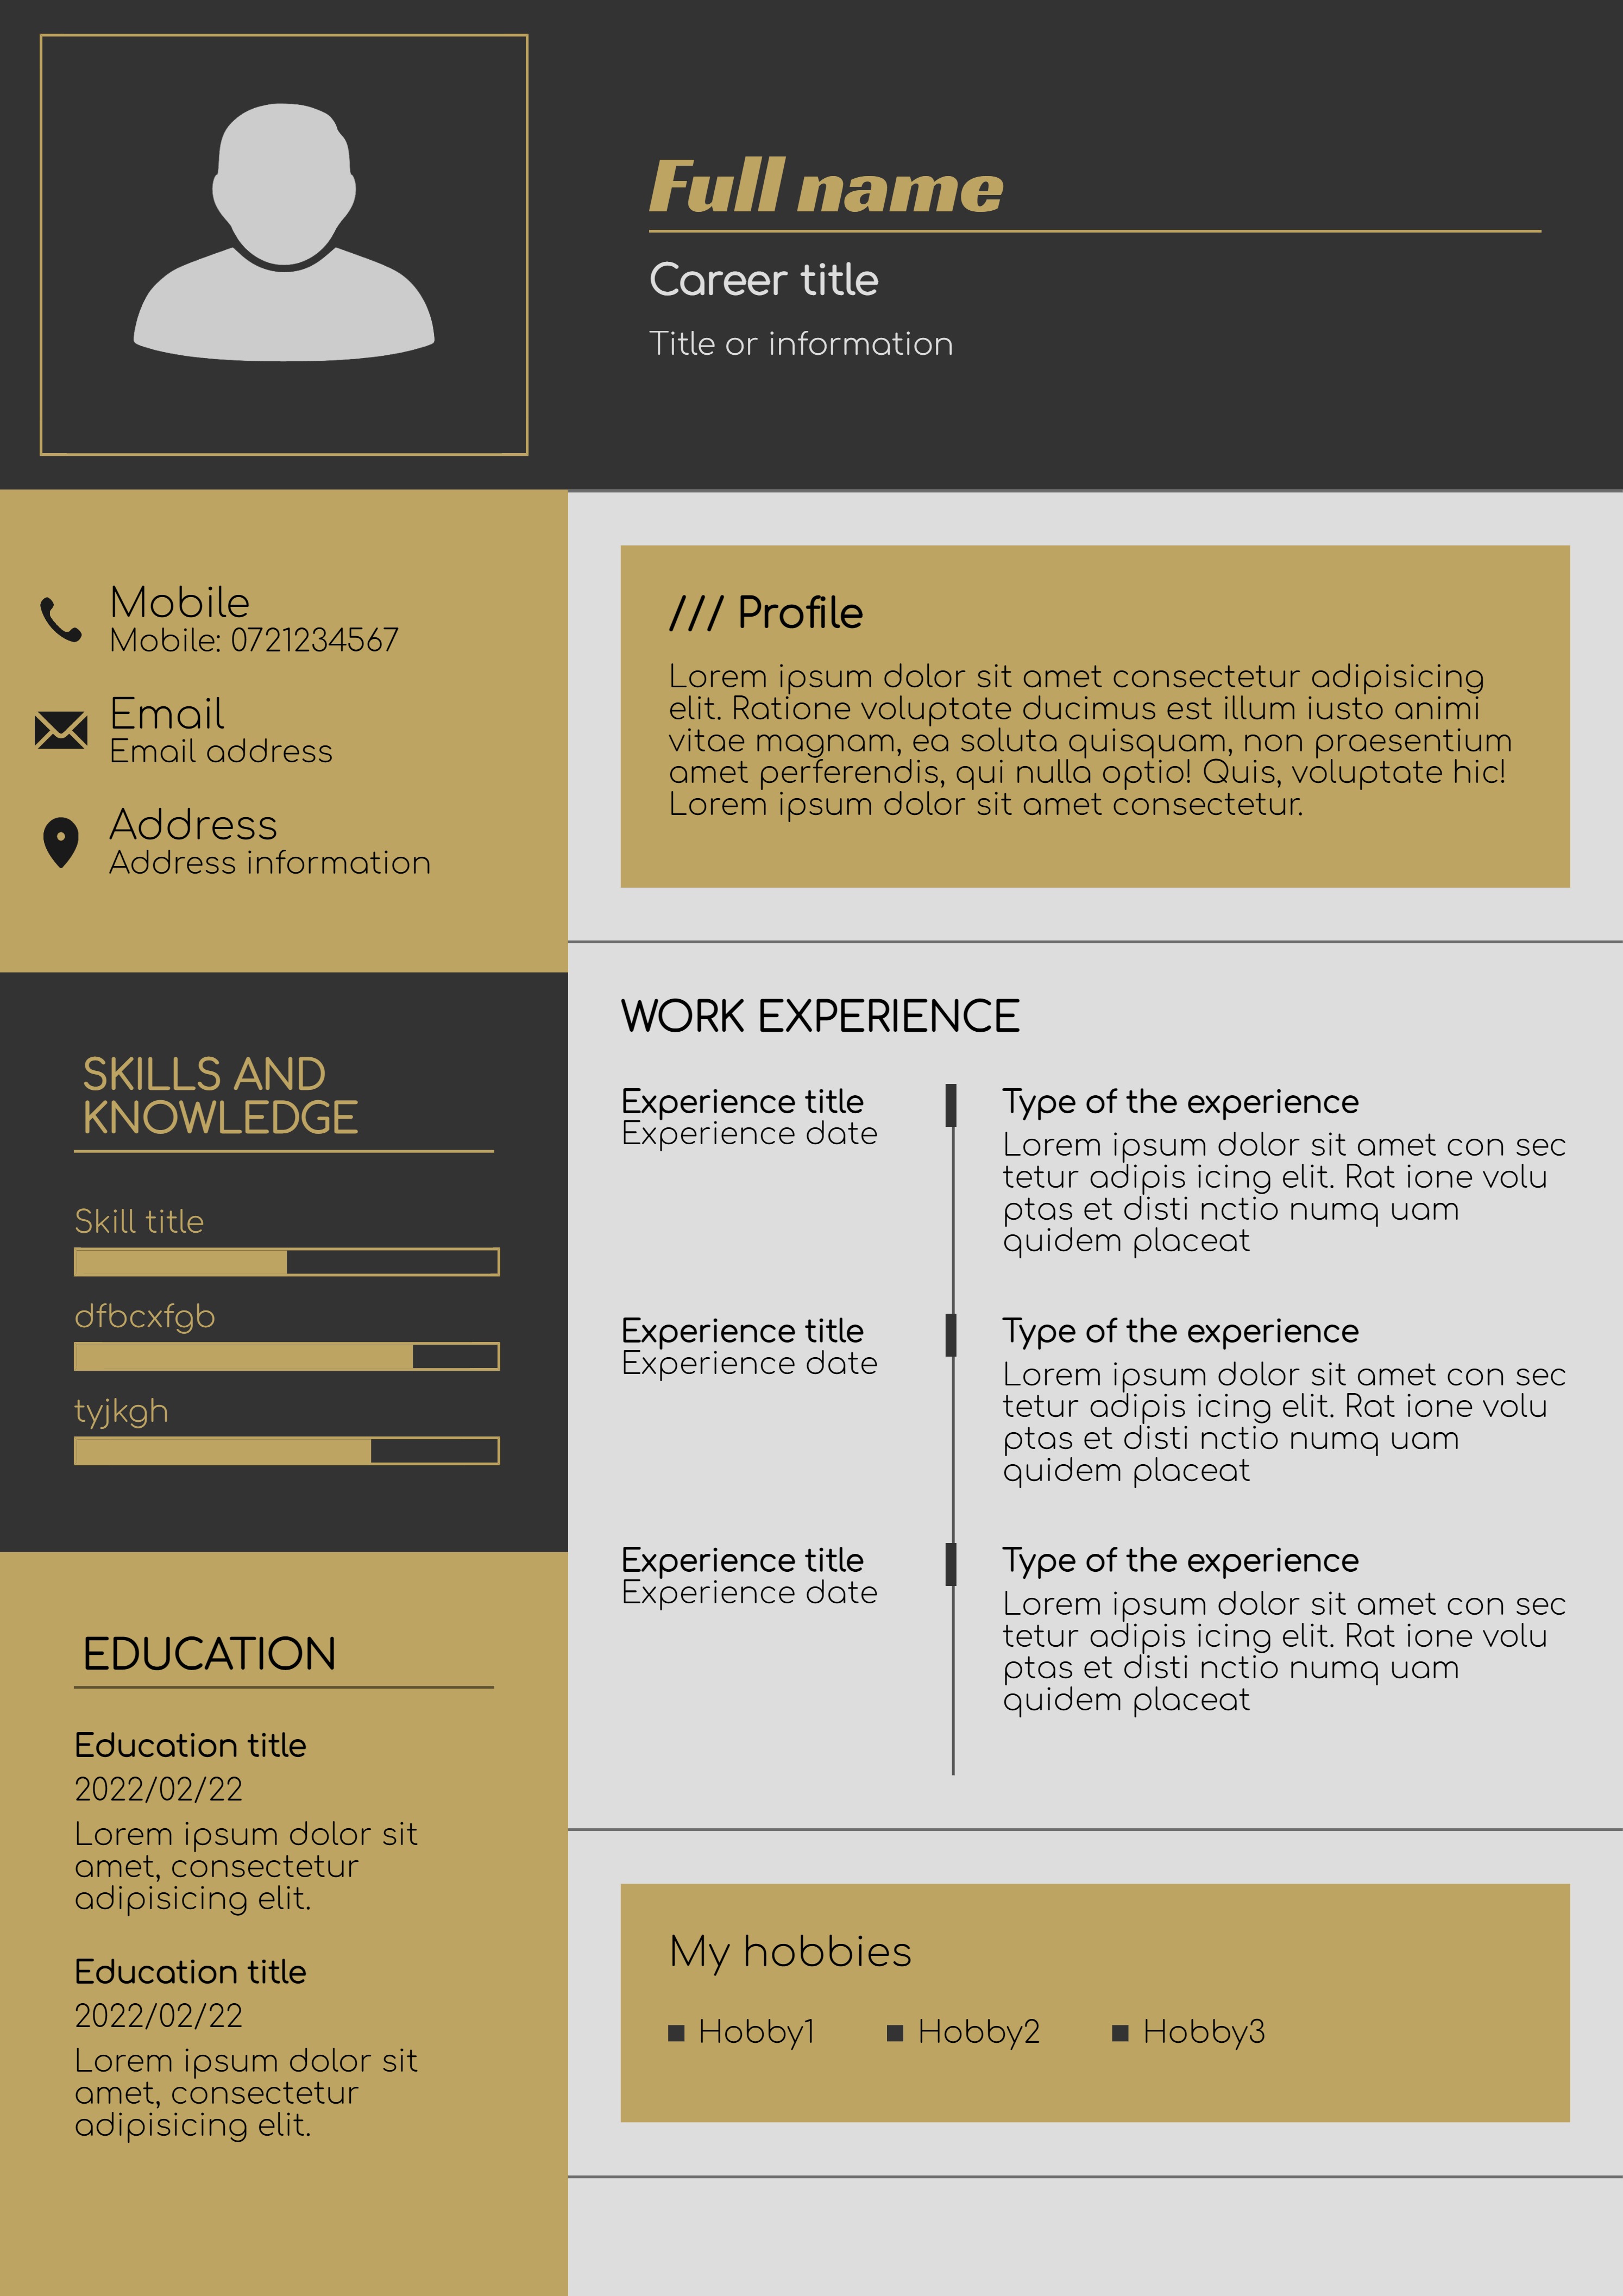 Full name
Career title
Title or information
Mobile
Mobile: 0721234567
Email
Email address
Address
Address information
SKILLS AND
KNOWLEDGE
Skill title
dfbcxfgb
tyjkgh
EDUCATION
Education title
2022/02/22
Lorem ipsum dolor sit
amet, consectetur
adipisicing elit.
Education title
2022/02/22
Lorem ipsum dolor sit
amet, consectetur
adipisicing elit.
/// Profile
Lorem ipsum dolor sit amet consectetur adipisicing
elit. Ratione voluptate ducimus est illum iusto animi
vitae magnam, ea soluta quisquam, non praesentium
amet perferendis, qui nulla optio! Quis, voluptate hic!
Lorem ipsum dolor sit amet consectetur.
WORK EXPERIENCE
Experience title
Experience date
Type of the experience
Lorem ipsum dolor sit amet con sec
tetur adipis icing elit. Rat ione volu
ptas et disti nctio numq uam
quidem placeat
Experience title
Experience date
Type of the experience
Lorem ipsum dolor sit amet con sec
tetur adipis icing elit. Rat ione volu
ptas et disti nctio numq uam
quidem placeat
Experience title
Experience date
Type of the experience
Lorem ipsum dolor sit amet con sec
tetur adipis icing elit. Rat ione volu
ptas et disti nctio numq uam
quidem placeat
My hobbies
Hobby1 Hobby2 Hobby3